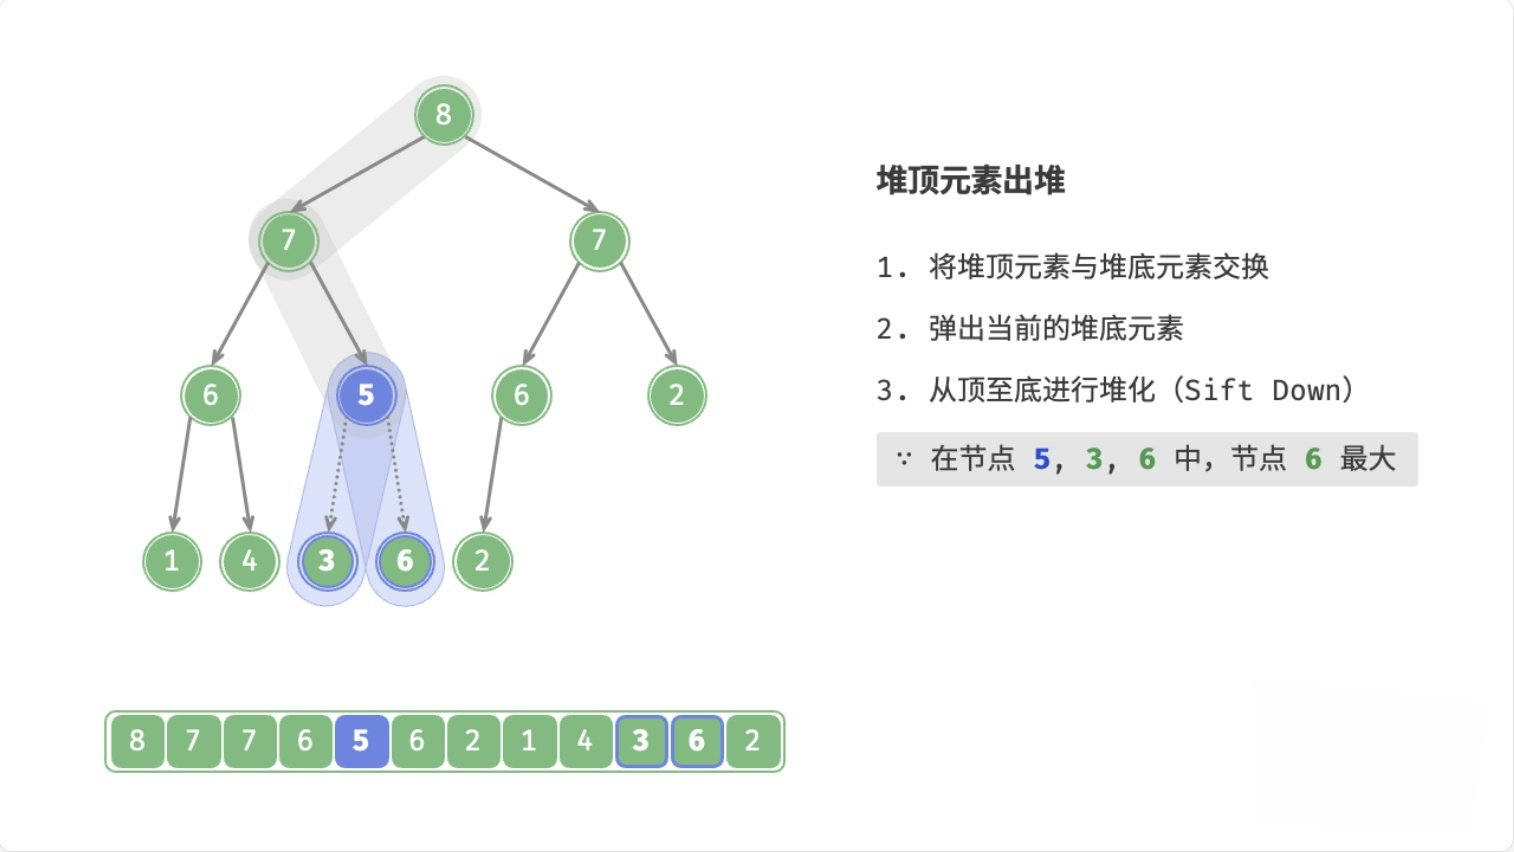 8
堆顶元素出堆
7 7
1. 将堆顶元素与堆底元素交换
2. 弹出当前的堆底元素
6 5 6 2
3. 从顶至底进行堆化（Sift Down）
∵ 在节点 5, 3, 6 中，节点 6 最大
1 4 3 6 2
8 7 7 6 5 6 2 1 4 3 6 2